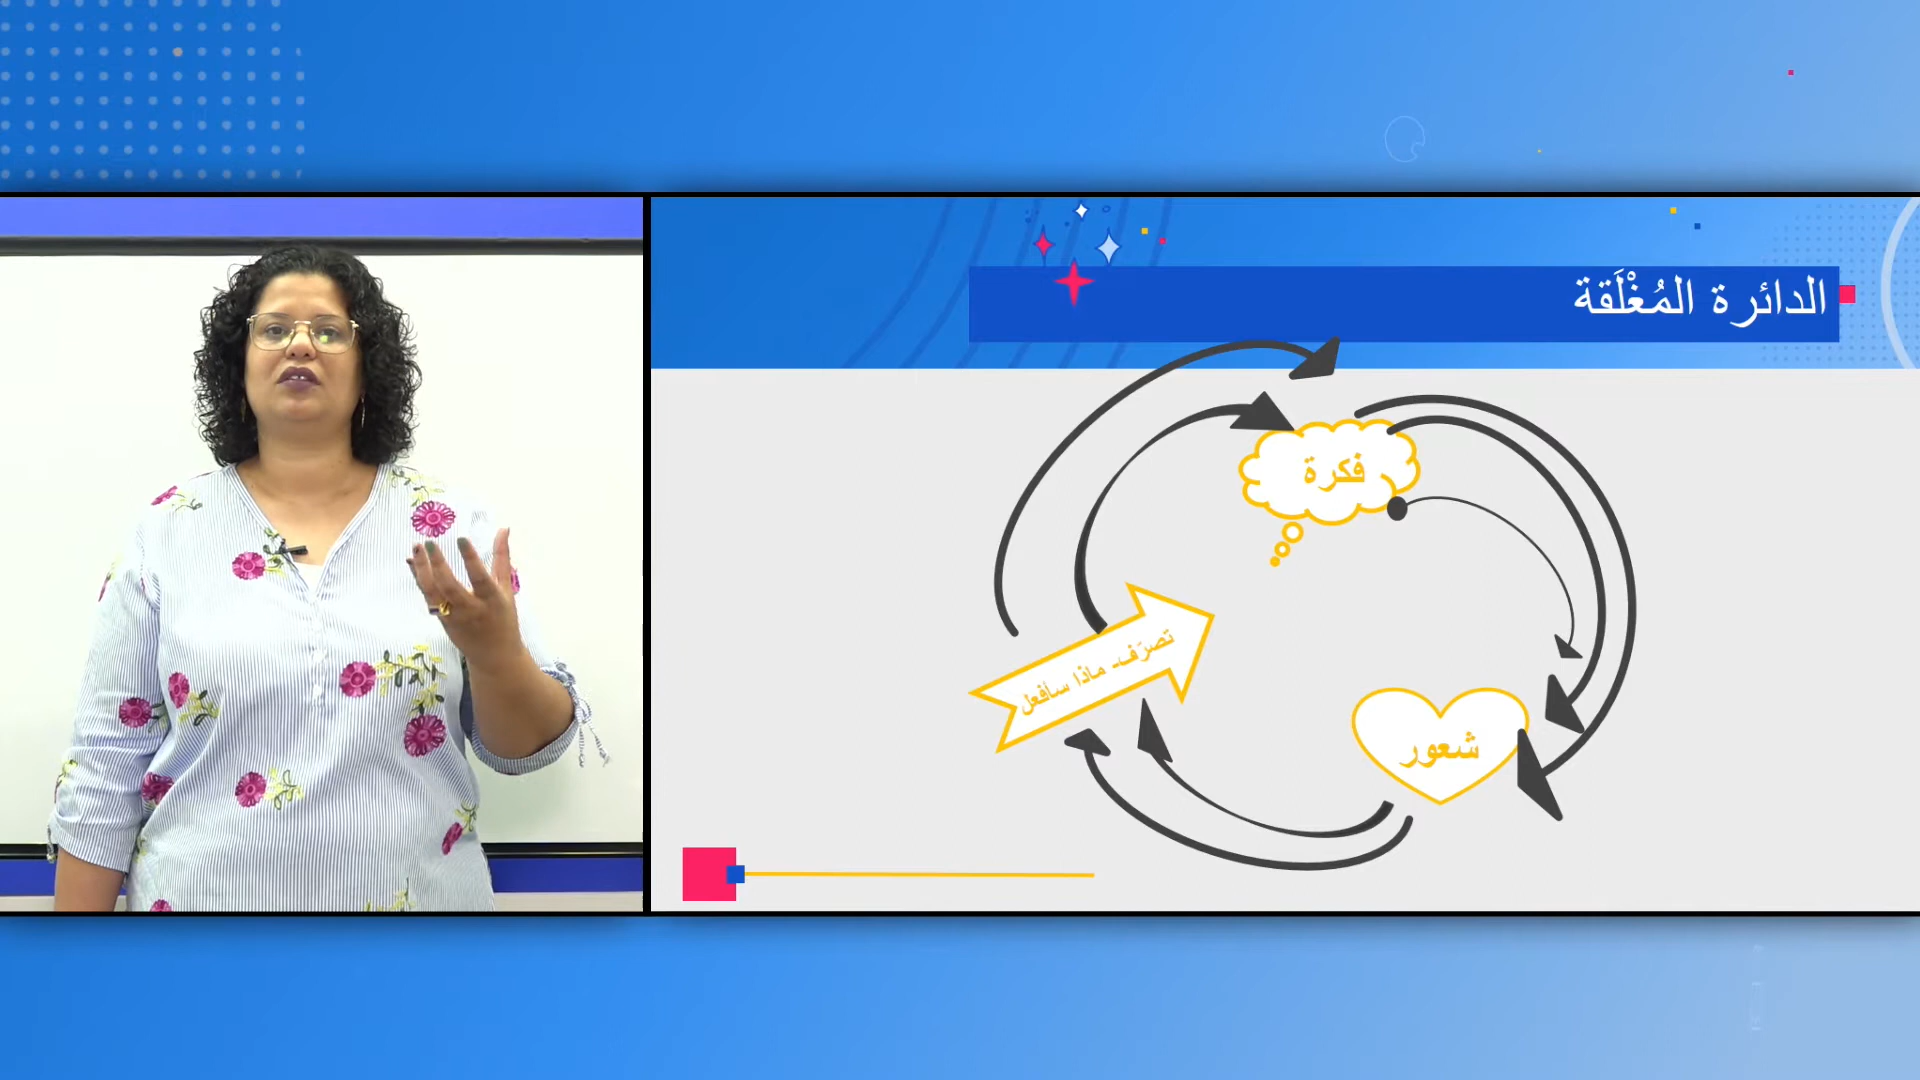 الدائرة المُغْلَقة
فكرة
تصرّف- ماذا سأفعل
شعور